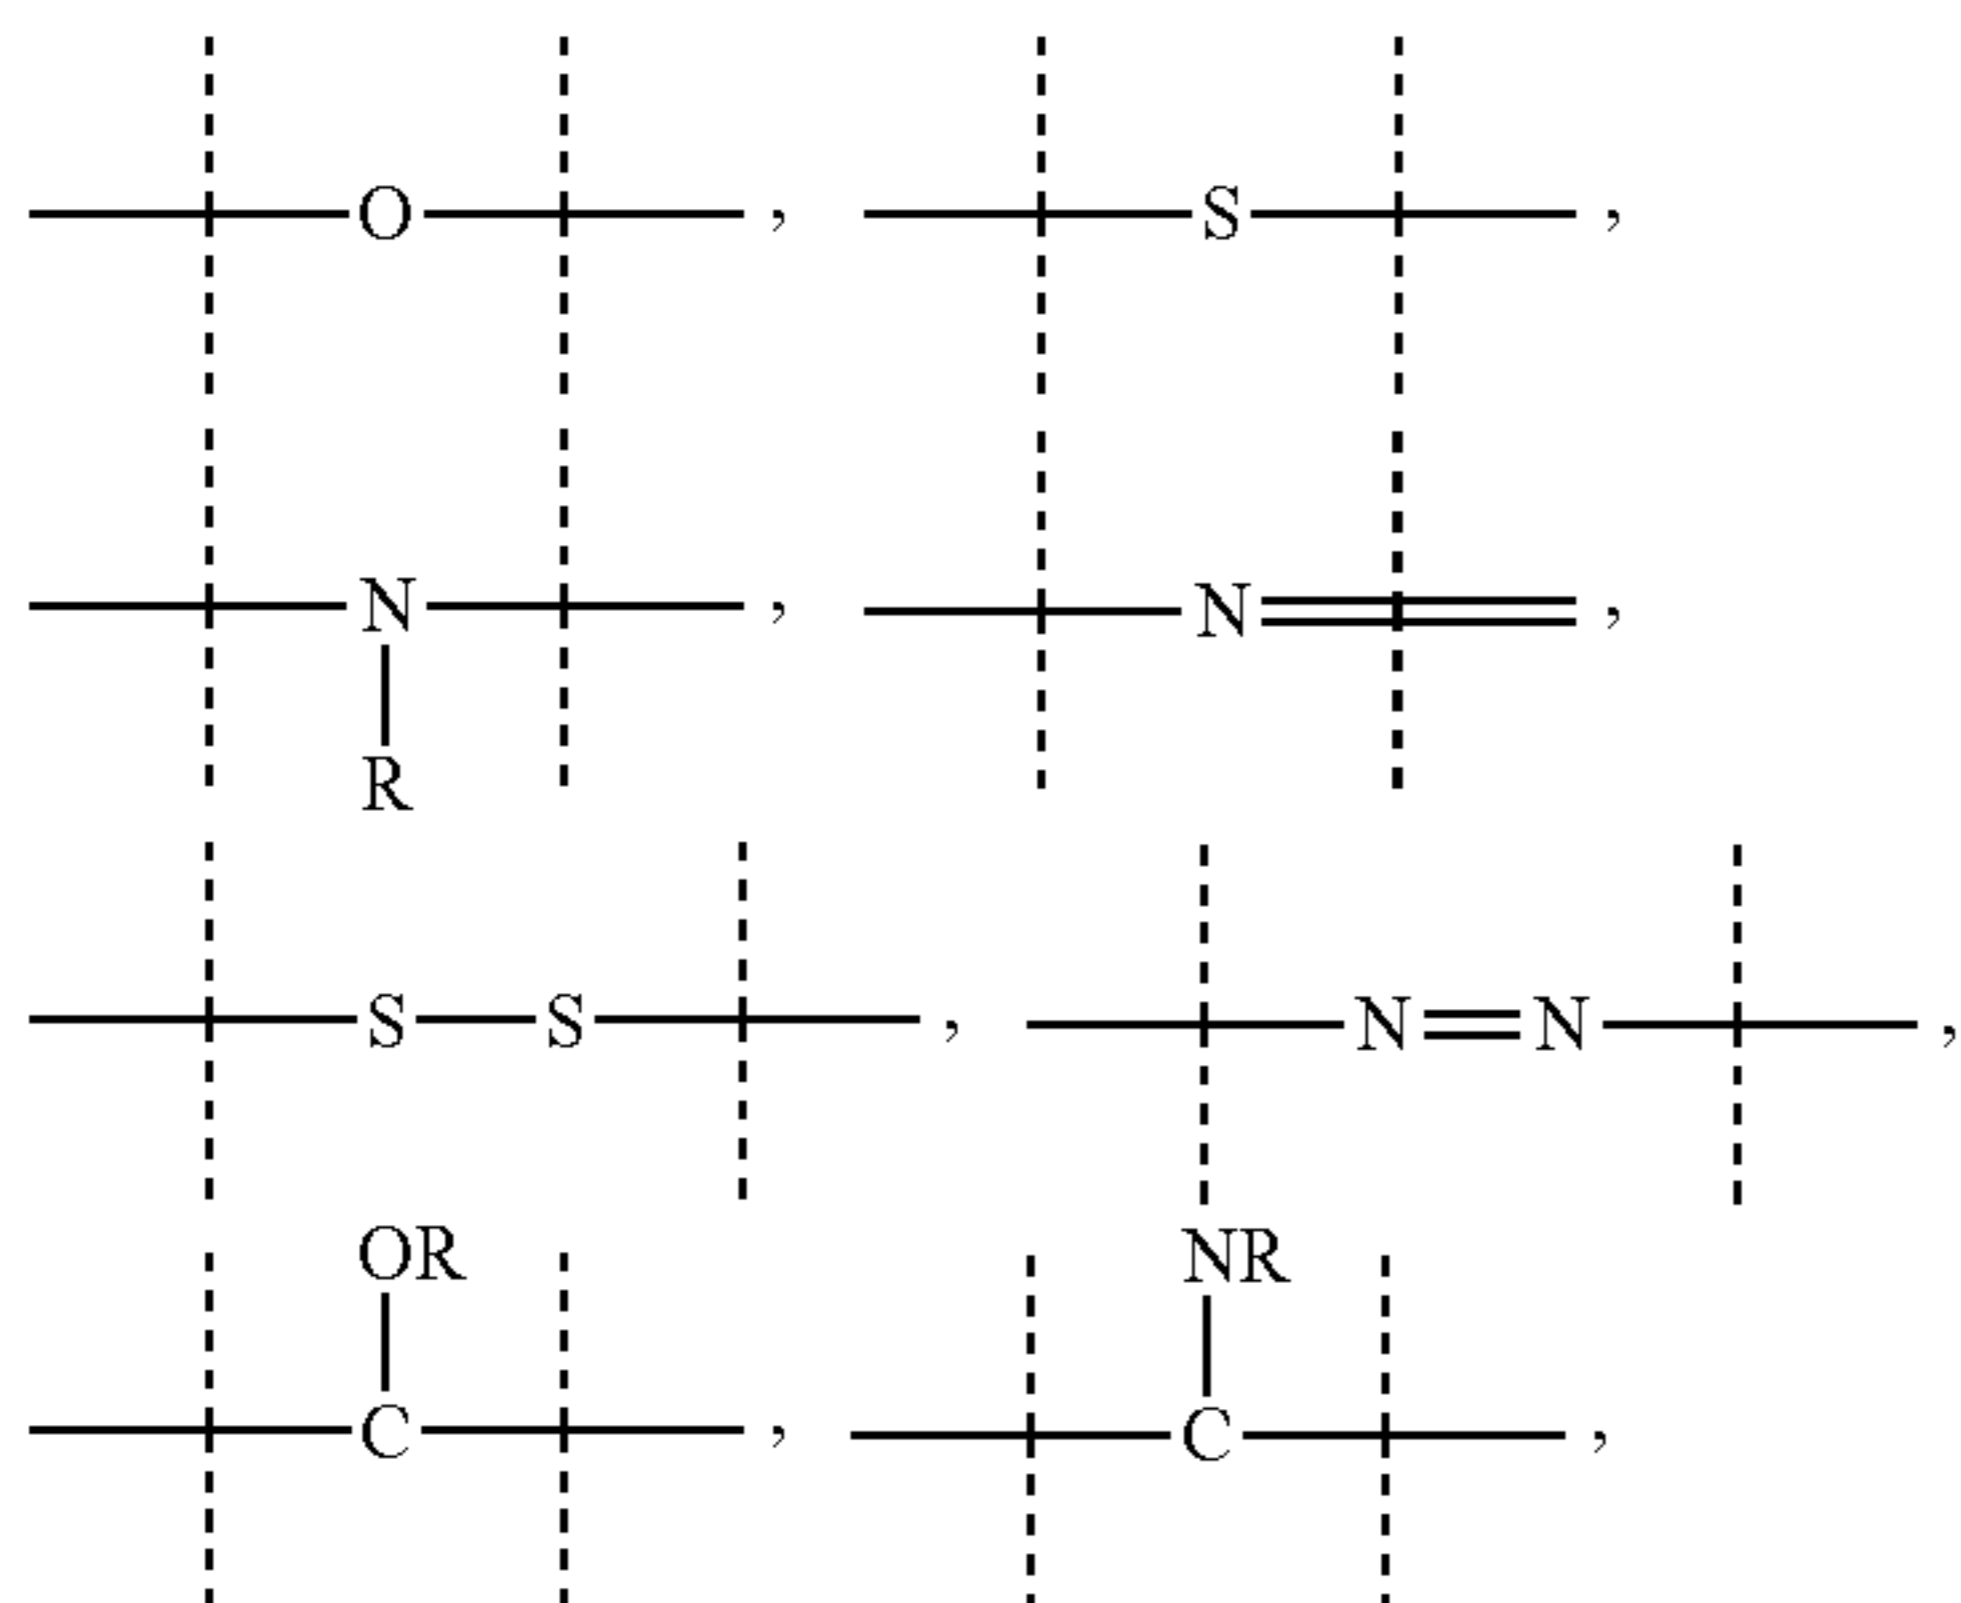 O , S ,
N , N ,
R
S S , N N ,
OR NR
C , C ,